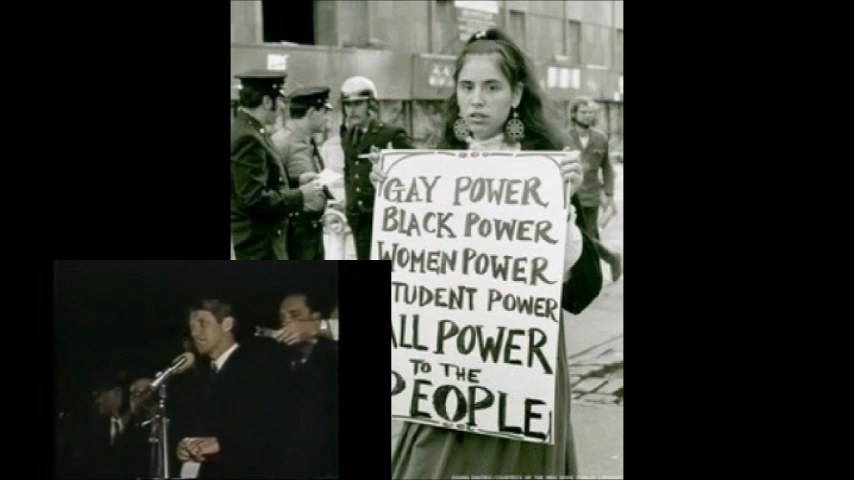 GAY POWER
BLACK POWER
WOMEN POWER
STUDENT POWER
ALL POWER
TO THE
PEOPLE